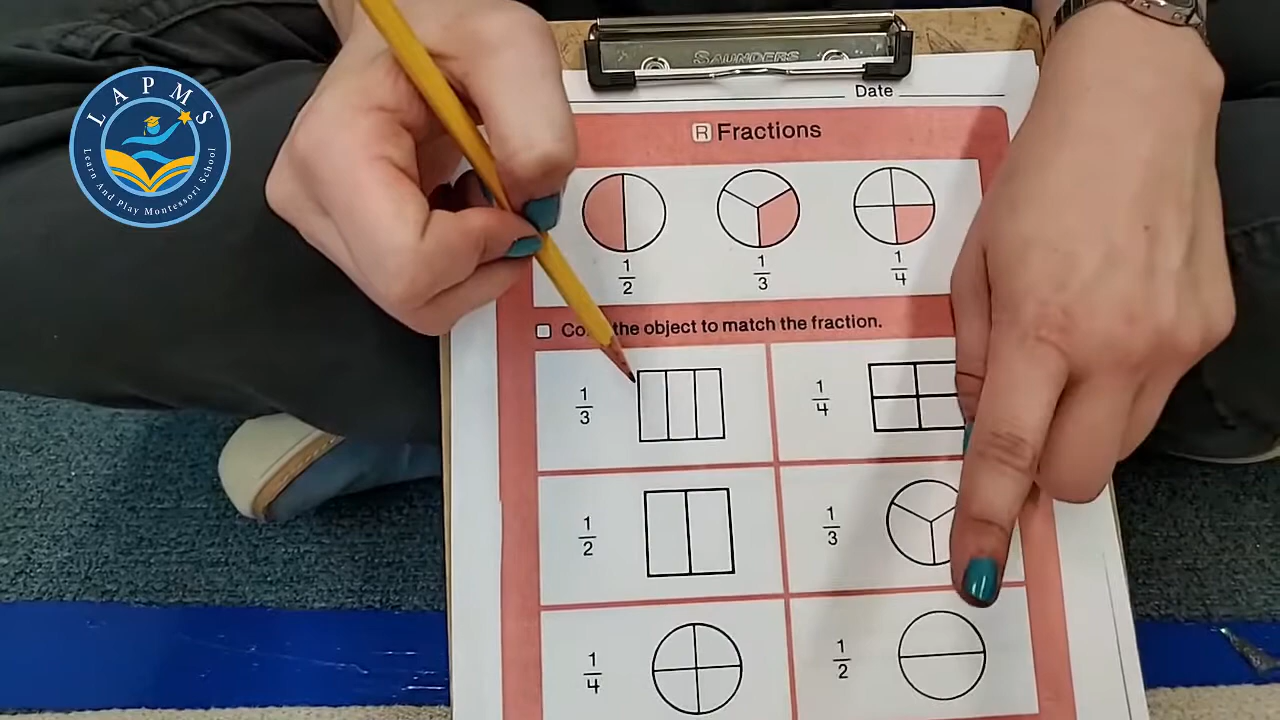 LAPMS
Learn And Play Montessori School
SAUNDERS
Date
R Fractions
1/2
1/3
1/4
the object to match the fraction.
1/3
1/4
1/2
1/3
1/4
1/2